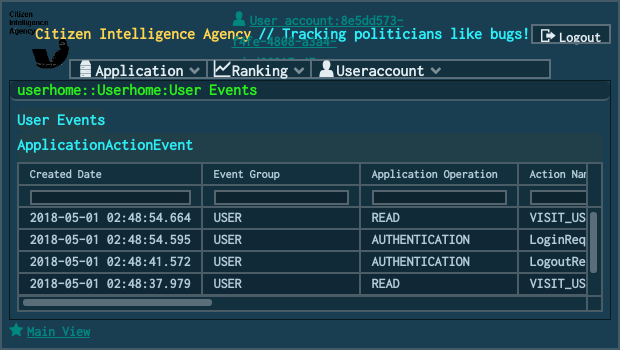 Citizen
Intelligence
Agency
User account:8e5dd573-
Citizen Intelligence Agency // Tracking politicians like bugs!
Logout
Application
Ranking
Useraccount
userhome::Userhome:User Events
User Events
ApplicationActionEvent
Created Date Event Group Application Operation Action Nam
2018-05-01 02:48:54.664 USER READ VISIT_US
2018-05-01 02:48:54.595 USER AUTHENTICATION LoginReq
2018-05-01 02:48:41.572 USER AUTHENTICATION LogoutRe
2018-05-01 02:48:37.979 USER READ VISIT_US
Main View